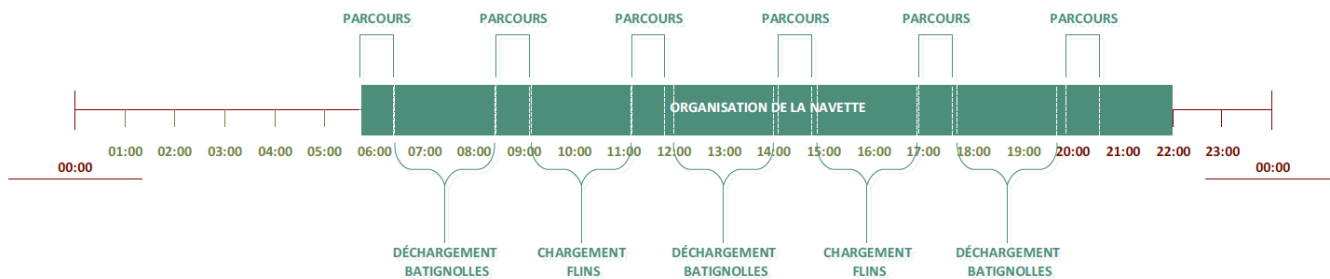 PARCOURS PARCOURS PARCOURS PARCOURS PARCOURS PARCOURS
ORGANISATION DE LA NAVETTE
01:00 02:00 03:00 04:00 05:00 06:00 07:00 08:00 09:00 10:00 11:00 12:00 13:00 14:00 15:00 16:00 17:00 18:00 19:00 20:00 21:00 22:00 23:00
00:00 00:00
DÉCHARGEMENT CHARGEMENT DÉCHARGEMENT CHARGEMENT DÉCHARGEMENT
BATIGNOLLES FLINS BATIGNOLLES FLINS BATIGNOLLES